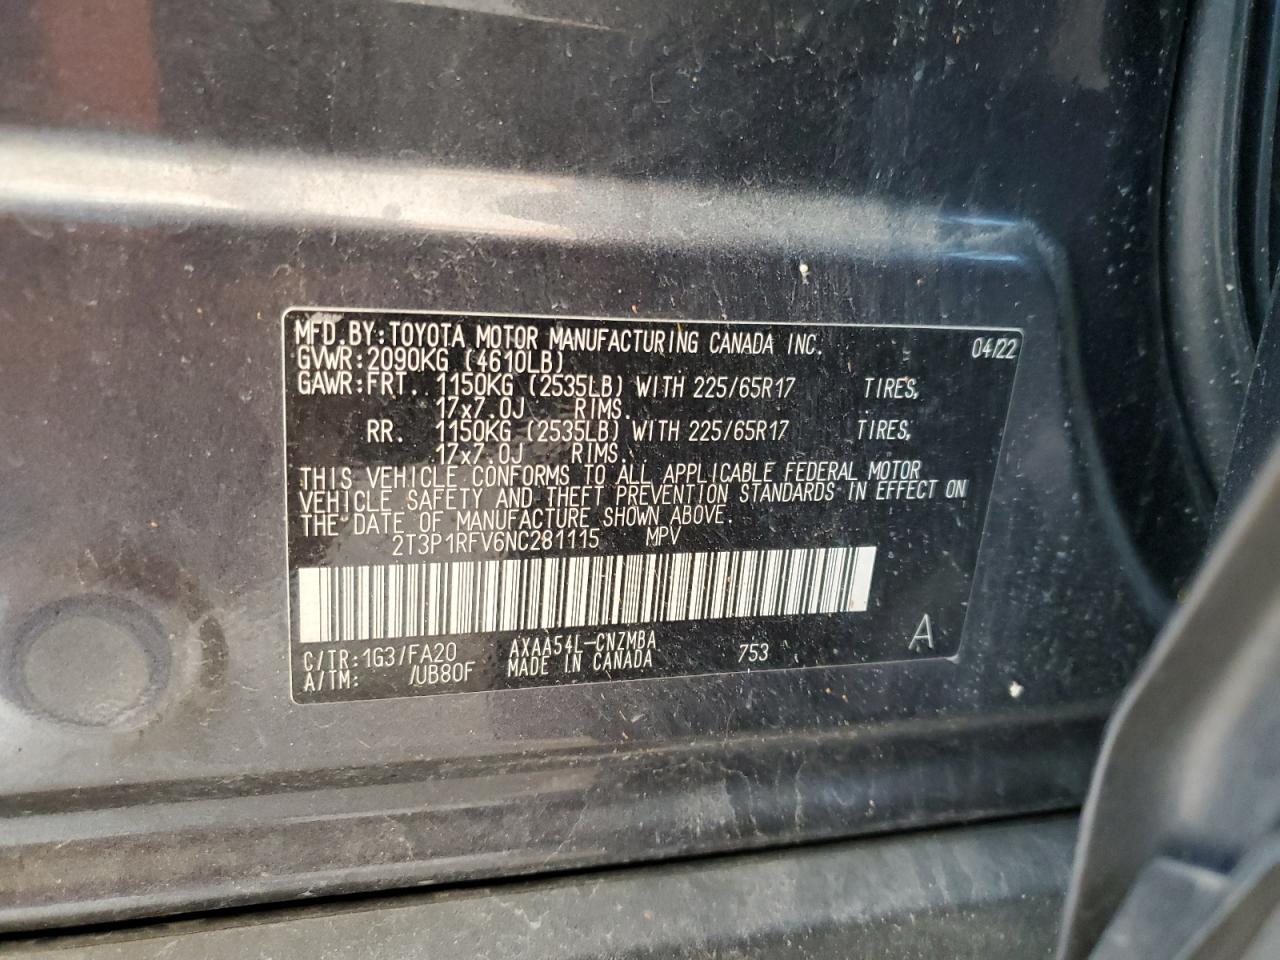 MFD.BY:TOYOTA MOTOR MANUFACTURING CANADA INC. 04/22
GVWR:2090KG (4610LB)
GAWR:FRT. 1150KG (2535LB) WITH 225/65R17 TIRES,
17x7.0J RIMS.
RR. 1150KG (2535LB) WITH 225/65R17 TIRES,
17x7.0J RIMS.
THIS VEHICLE CONFORMS TO ALL APPLICABLE FEDERAL MOTOR
VEHICLE SAFETY AND THEFT PREVENTION STANDARDS IN EFFECT ON
THE DATE OF MANUFACTURE SHOWN ABOVE.
2T3P1RFV6NC281115 MPV
A
C/TR:1G3/FA20 AXAA54L-CNZMBA 753
A/TM: /UB80F MADE IN CANADA